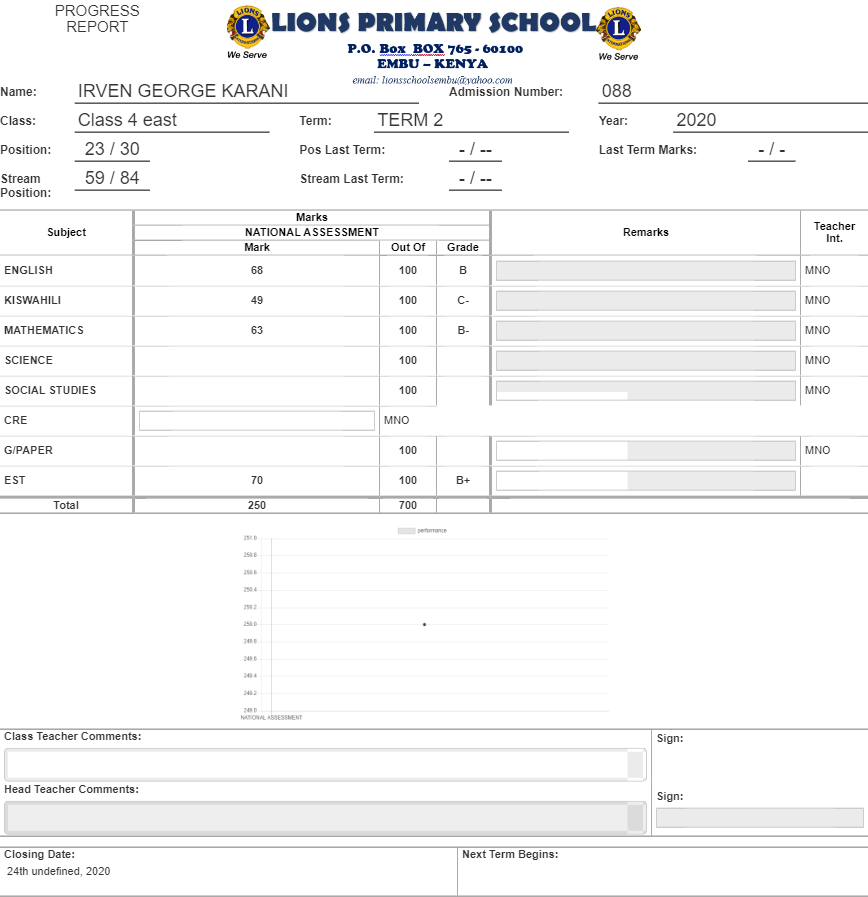 PROGRESS
REPORT
LIONS
L
INTERNATIONAL
We Serve
LIONS PRIMARY SCHOOL
LIONS
L
INTERNATIONAL
We Serve
P.O. Box BOX 765 - 60100
EMBU – KENYA
email: lionsschoolsembu@yahoo.com
Name: IRVEN GEORGE KARANI Admission Number: 088
Class: Class 4 east Term: TERM 2 Year: 2020
Position: 23 / 30 Pos Last Term: - / -- Last Term Marks: - / -
Stream Position: 59 / 84 Stream Last Term: - / --
Subject Marks Remarks Teacher Int.
NATIONAL ASSESSMENT
Mark Out Of Grade
ENGLISH 68 100 B MNO
KISWAHILI 49 100 C- MNO
MATHEMATICS 63 100 B- MNO
SCIENCE 100 MNO
SOCIAL STUDIES 100 MNO
CRE MNO
G/PAPER 100 MNO
EST 70 100 B+
Total 250 700
performance
251.0
250.8
250.6
250.4
250.2
250.0
249.8
249.6
249.4
249.2
249.0
NATIONAL ASSESSMENT
Class Teacher Comments: Sign:
Head Teacher Comments: Sign:
Closing Date: Next Term Begins:
24th undefined, 2020